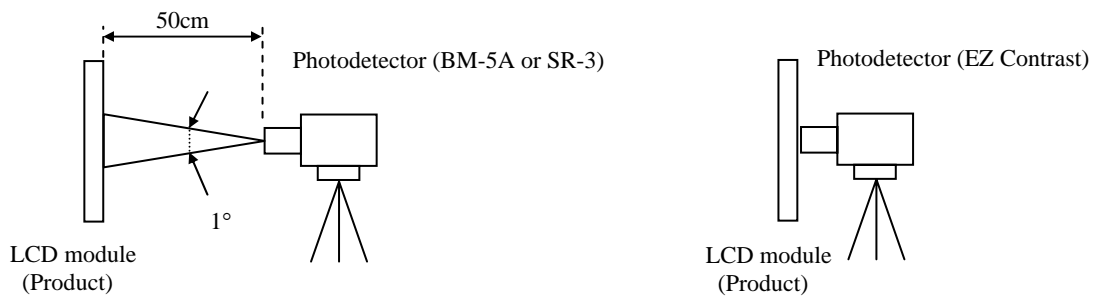 50cm
Photodetector (BM-5A or SR-3)
1°
LCD module
(Product)
Photodetector (EZ Contrast)
LCD module
(Product)